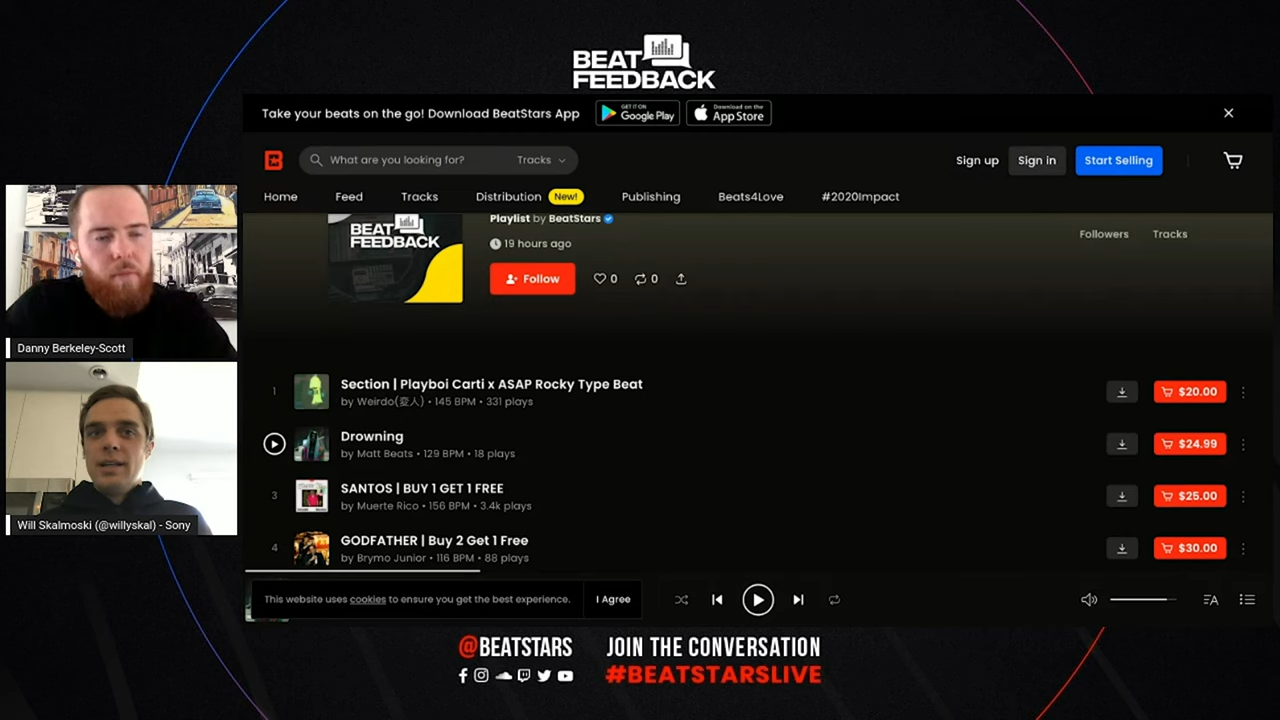 BEAT
FEEDBACK
Take your beats on the go! Download BeatStars App
GET IT ON
Google Play
Download on the
App Store
What are you looking for?
Tracks
Sign up
Sign in
Start Selling
Home
Feed
Tracks
Distribution
New!
Publishing
Beats4Love
#2020Impact
BEAT
FEEDBACK
Playlist by BeatStars
19 hours ago
Follow
0
0
Followers
Tracks
1
Section | Playboi Carti x ASAP Rocky Type Beat
by Weirdo(変人) • 145 BPM • 331 plays
$20.00
Drowning
by Matt Beats • 129 BPM • 18 plays
$24.99
3
SANTOS | BUY 1 GET 1 FREE
by Muerte Rico • 156 BPM • 3.4k plays
$25.00
4
GODFATHER | Buy 2 Get 1 Free
by Brymo Junior • 116 BPM • 88 plays
$30.00
This website uses cookies to ensure you get the best experience.
I Agree
Danny Berkeley-Scott
Will Skalmoski (@willyskal) - Sony
@BEATSTARS
JOIN THE CONVERSATION
#BEATSTARSLIVE